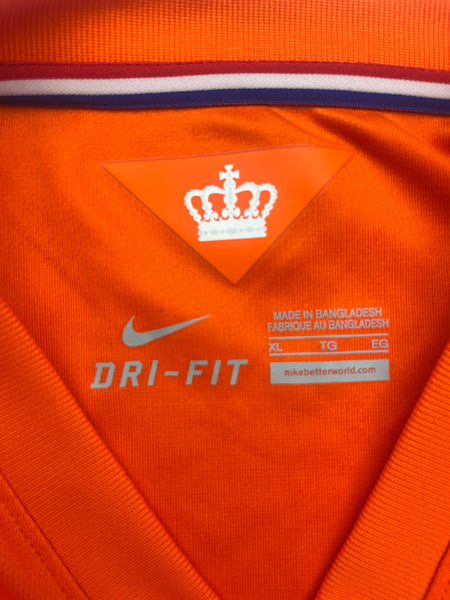 MADE IN BANGLADESH
FABRIQUE AU BANGLADESH
XL TG EG
nikebetterworld.com
DRI-FIT